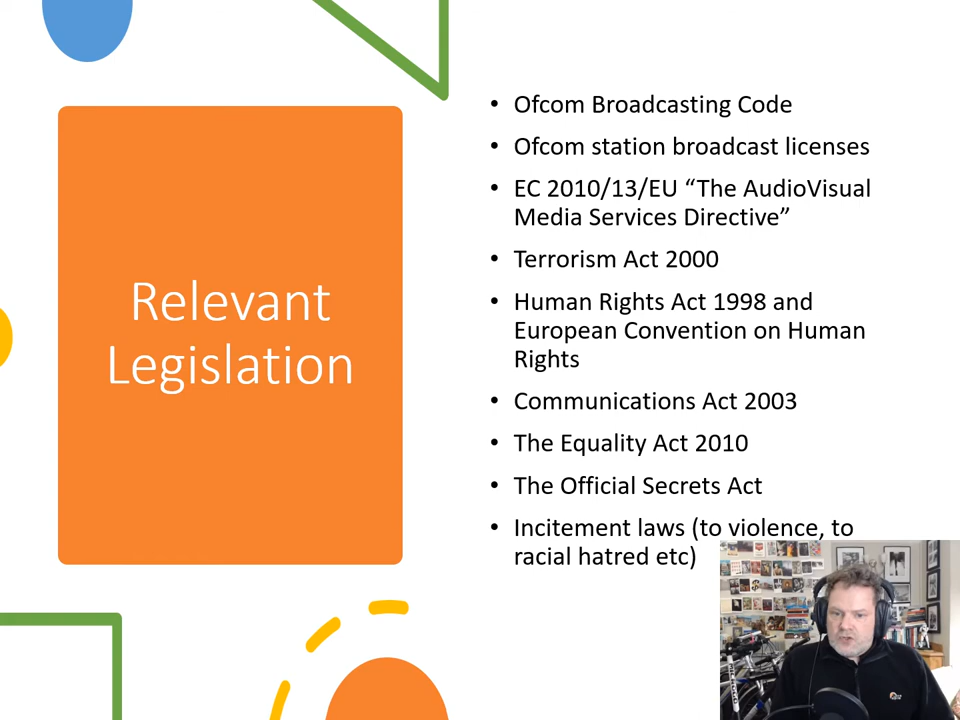 Relevant
Legislation
• Ofcom Broadcasting Code
• Ofcom station broadcast licenses
• EC 2010/13/EU “The AudioVisual
Media Services Directive”
• Terrorism Act 2000
• Human Rights Act 1998 and
European Convention on Human
Rights
• Communications Act 2003
• The Equality Act 2010
• The Official Secrets Act
• Incitement laws (to violence, to
racial hatred etc)